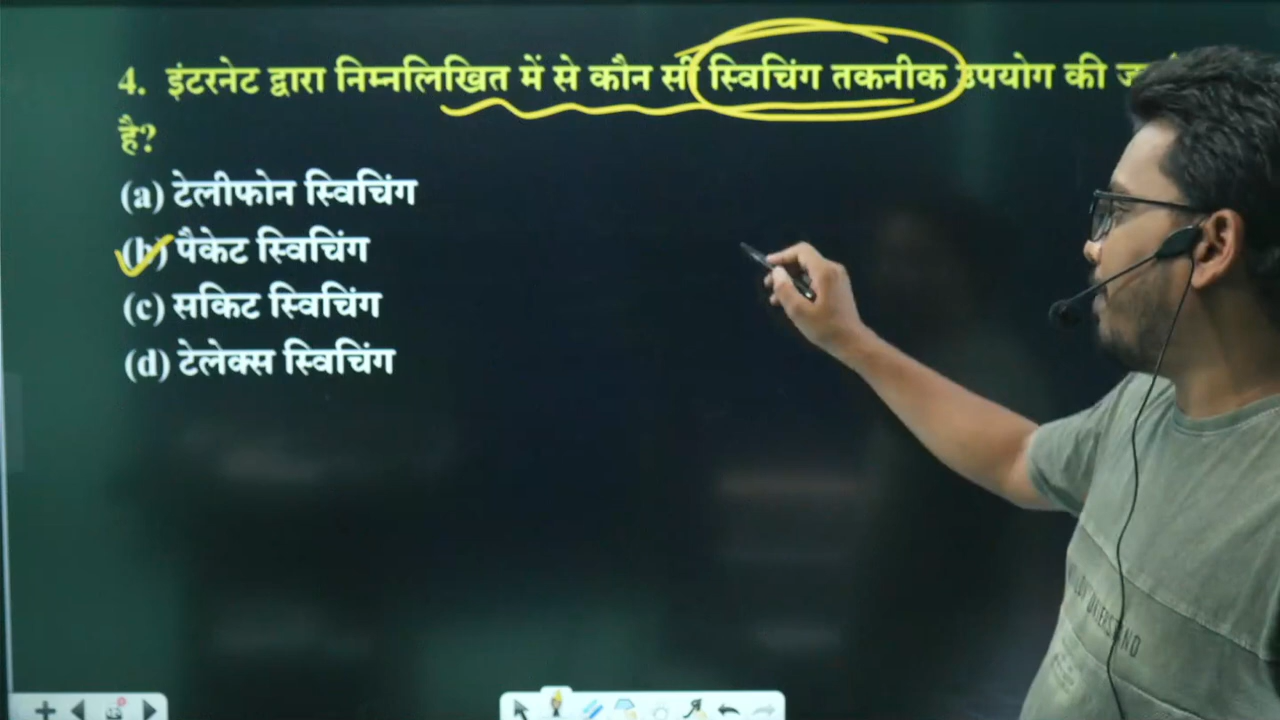 4. इंटरनेट द्वारा निम्नलिखित में से कौन सी स्विचिंग तकनीक उपयोग की
है?
(a) टेलीफोन स्विचिंग
(b) पैकेट स्विचिंग
(c) सर्किट स्विचिंग
(d) टेलेक्स स्विचिंग